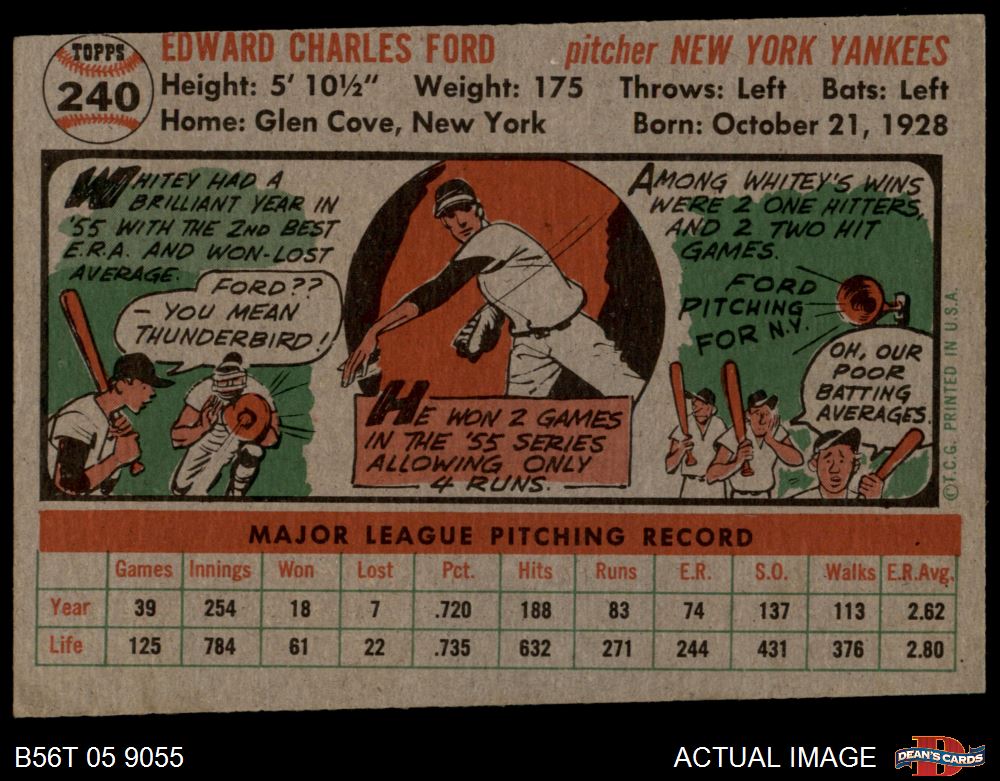 TOPPS
240
EDWARD CHARLES FORD pitcher NEW YORK YANKEES
Height: 5' 10½" Weight: 175 Throws: Left Bats: Left
Home: Glen Cove, New York Born: October 21, 1928
WHITEY HAD A
BRILLIANT YEAR IN
'55 WITH THE 2ND BEST
E.R.A. AND WON-LOST
AVERAGE.
FORD??
- YOU MEAN
THUNDERBIRD!
HE WON 2 GAMES
IN THE '55 SERIES
ALLOWING ONLY
4 RUNS.
AMONG WHITEY'S WINS
WERE 2 ONE HITTERS,
AND 2 TWO HIT
GAMES.
FORD
PITCHING
FOR N.Y.
OH, OUR
POOR
BATTING
AVERAGES.
©T.C.G. PRINTED IN U.S.A.
MAJOR LEAGUE PITCHING RECORD
Games Innings Won Lost Pct. Hits Runs E.R. S.O. Walks E.R.Avg.
Year 39 254 18 7 .720 188 83 74 137 113 2.62
Life 125 784 61 22 .735 632 271 244 431 376 2.80
B56T 05 9055 ACTUAL IMAGE
DEAN'S CARDS